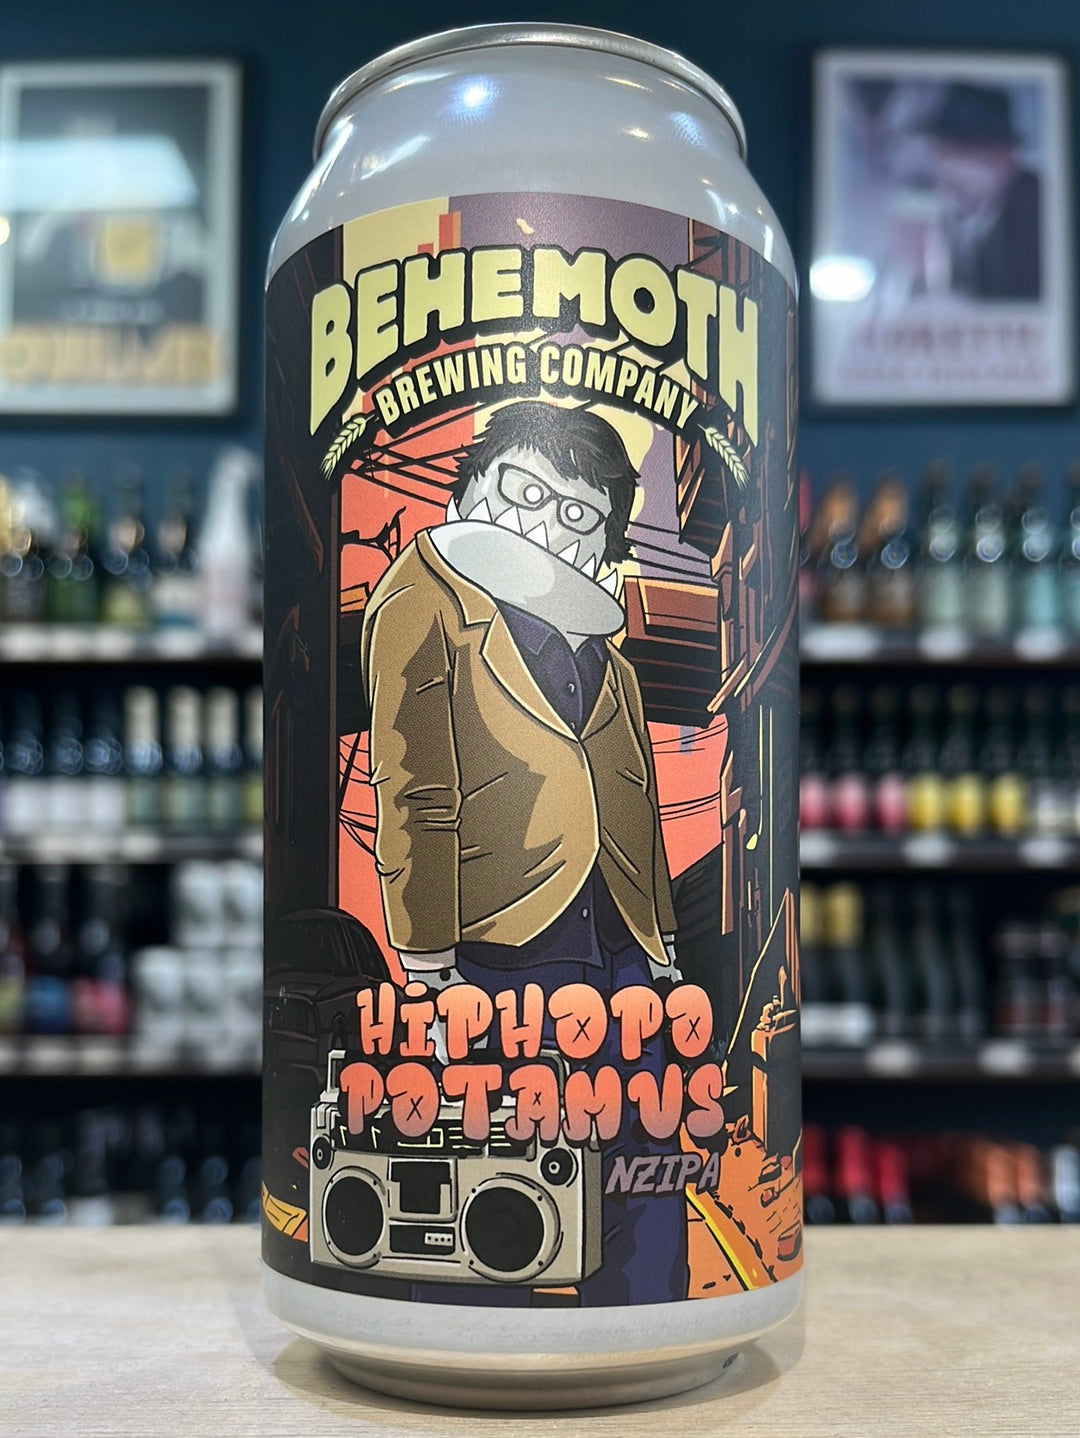 BEHEMOTH
BREWING COMPANY
HIPHOPO
POTAMUS
NZIPA